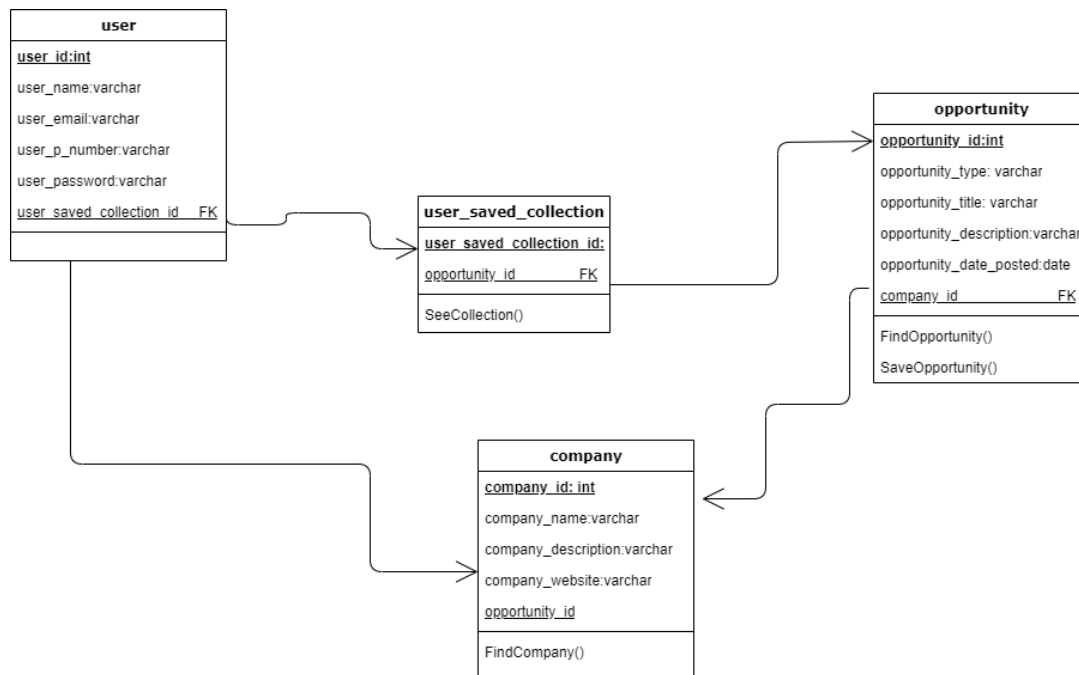 user
user_id:int
user_name:varchar
user_email:varchar
user_p_number:varchar
user_password:varchar
user_saved_collection_id FK
user_saved_collection
user_saved_collection_id:
opportunity_id FK
SeeCollection()
opportunity
opportunity_id:int
opportunity_type: varchar
opportunity_title: varchar
opportunity_description:varchar
opportunity_date_posted:date
company_id FK
FindOpportunity()
SaveOpportunity()
company
company_id: int
company_name:varchar
company_description:varchar
company_website:varchar
opportunity_id
FindCompany()